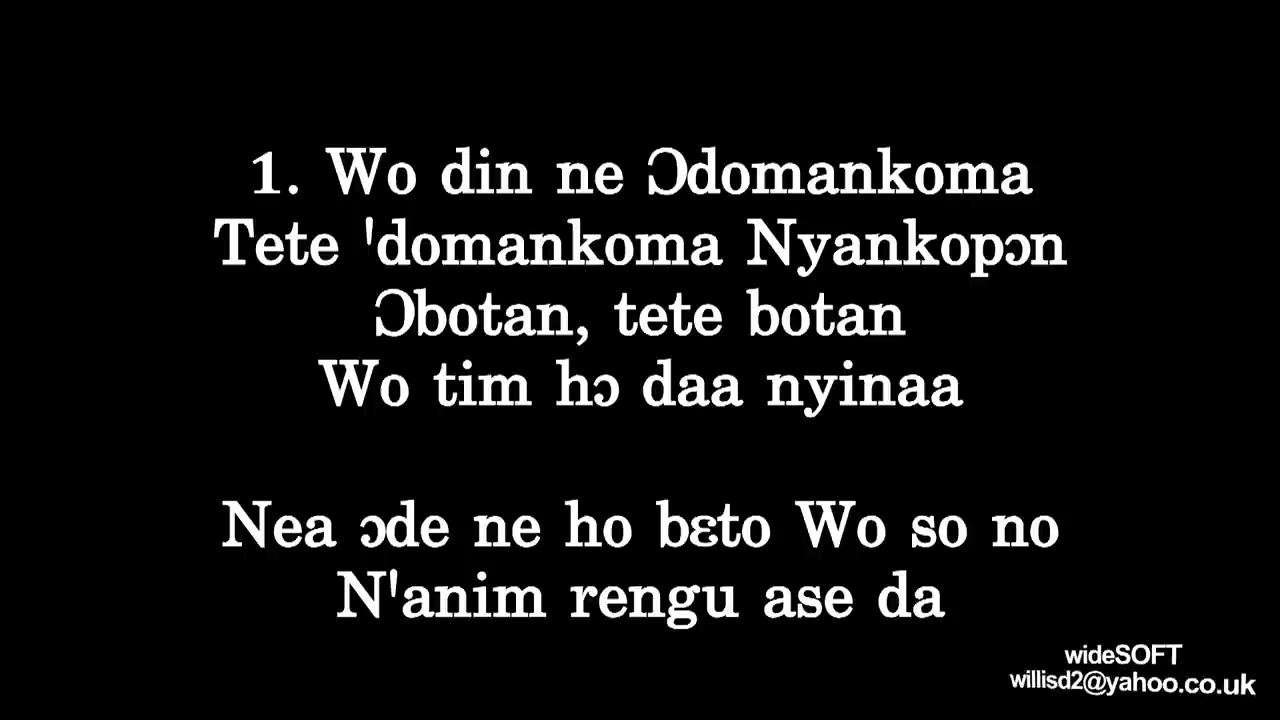 1. Wo din ne Ɔdomankoma
Tete 'domankoma Nyankopɔn
Ɔbotan, tete botan
Wo tim hɔ daa nyinaa
Nea ɔde ne ho bɛto Wo so no
N'anim rengu ase da
wideSOFT
willisd2@yahoo.co.uk